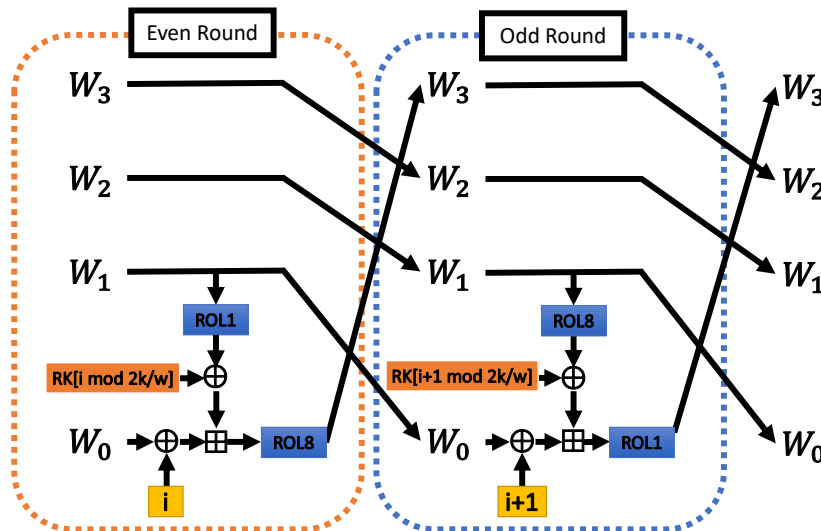 Even Round
Odd Round
W₃ W₃ W₃
W₂ W₂ W₂
W₁ W₁ W₁
ROL1 ROL8
RK[i mod 2k/w] RK[i+1 mod 2k/w]
W₀ ROL8 W₀ ROL1 W₀
i i+1